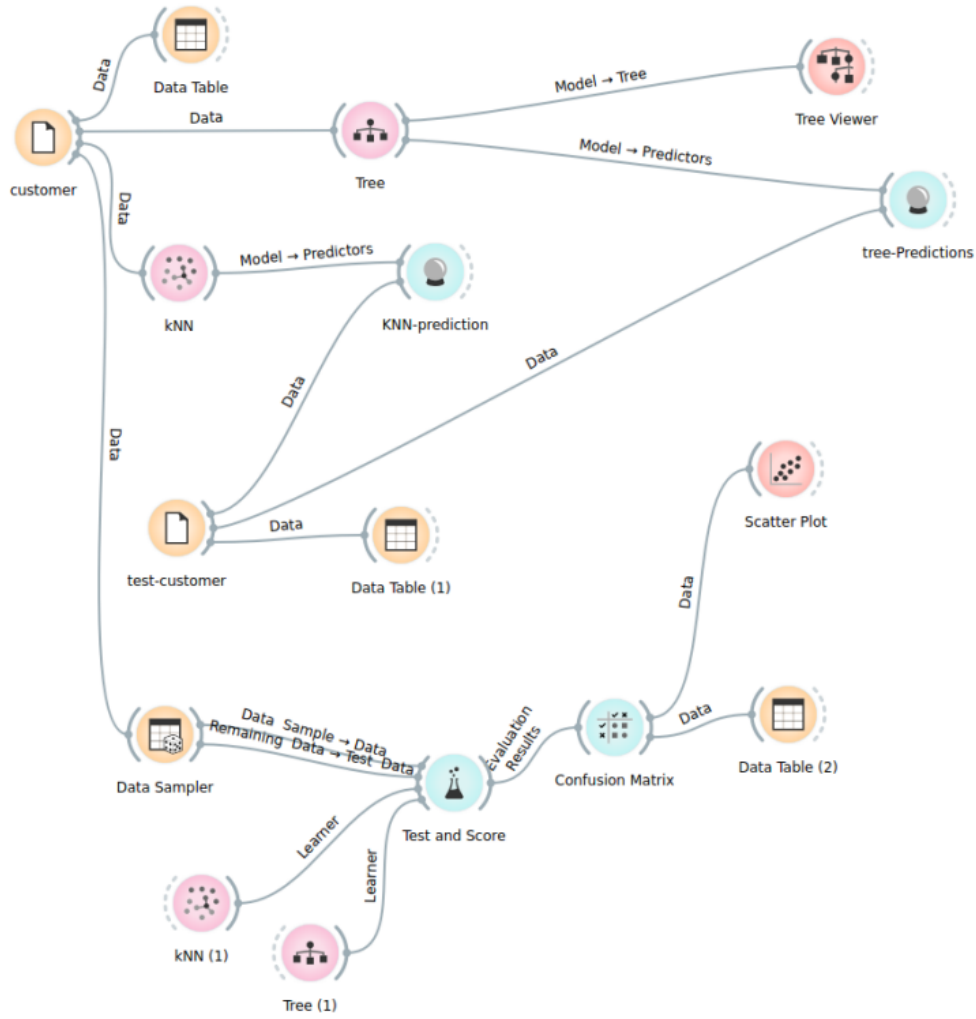 Data
Data Table
Data
Model → Tree
Tree Viewer
customer
Tree
Model → Predictors
Data
Model → Predictors
tree-Predictions
kNN
KNN-prediction
Data
Data
Data
Scatter Plot
test-customer
Data
Data Table (1)
Data
Data Sample → Data
Remaining Data → Test Data
Data Sampler
Evaluation
Results
Test and Score
Confusion Matrix
Data
Data Table (2)
Learner
Learner
kNN (1)
Tree (1)